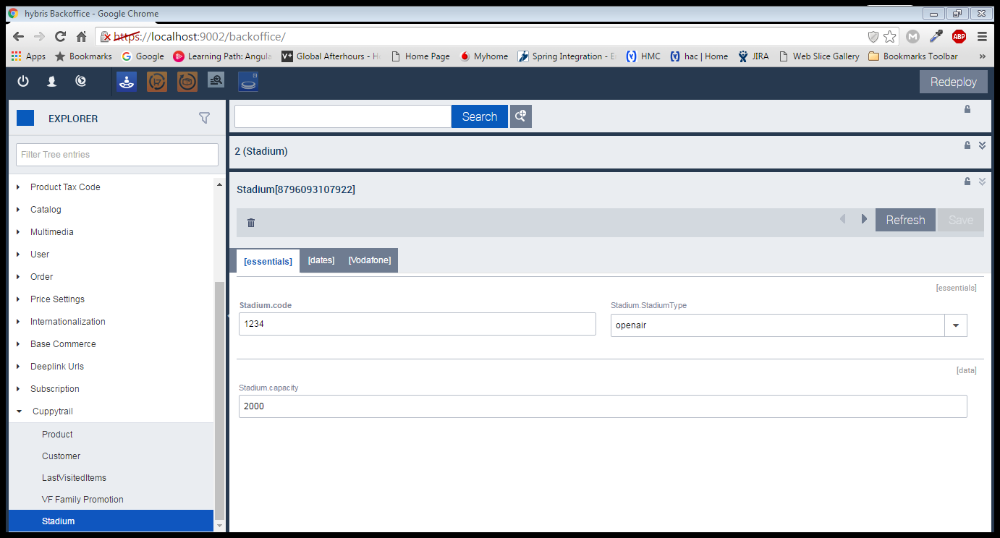 hybris Backoffice - Google Chrome
https://localhost:9002/backoffice/
M ABP
Apps Bookmarks Google Learning Path: Angula V+ Global Afterhours - H Home Page Myhome Spring Integration - E HMC hac | Home JIRA Web Slice Gallery Bookmarks Toolbar »
Redeploy
EXPLORER
Filter Tree entries
Product Tax Code
Catalog
Multimedia
User
Order
Price Settings
Internationalization
Base Commerce
Deeplink Urls
Subscription
Cuppytrail
Product
Customer
LastVisitedItems
VF Family Promotion
Stadium
Search
2 (Stadium)
Stadium[8796093107922]
Refresh Save
[essentials] [dates] [Vodafone]
[essentials]
Stadium.code Stadium.StadiumType
1234 openair
[data]
Stadium.capacity
2000